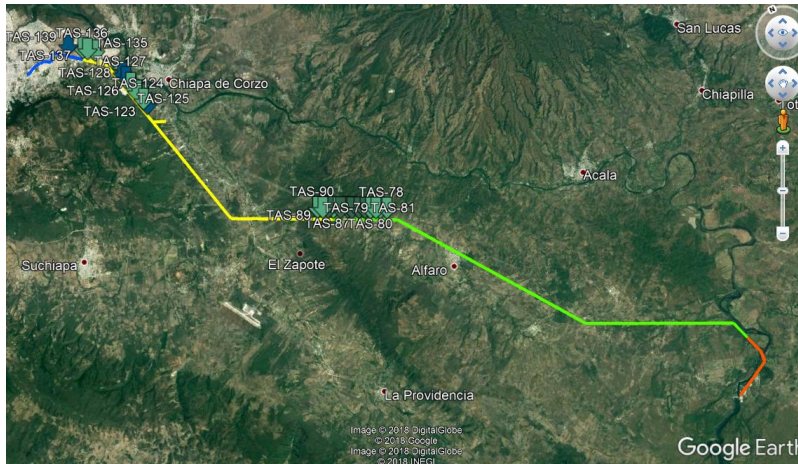 San Lucas
N
TAS-139
TAS-136
TAS-135
TAS-137
TAS-127
TAS-128
TAS-124
Chiapa de Corzo
TAS-126
TAS-125
TAS-123
Chiapilla
Tot
Acala
TAS-90
TAS-78
TAS-79
TAS-81
TAS-89
TAS-87
TAS-80
El Zapote
Alfaro
Suchiapa
La Providencia
Image © 2018 DigitalGlobe
© 2018 Google
Image © 2018 DigitalGlobe
© 2018 INEGI
Google Earth